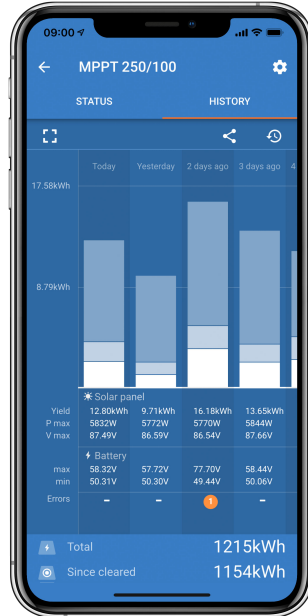 09:00
MPPT 250/100
STATUS HISTORY
Today Yesterday 2 days ago 3 days ago 4
17.58kWh
8.79kWh
Solar panel
Yield 12.80kWh 9.71kWh 16.18kWh 13.65kWh
P max 5832W 5772W 5770W 5844W
V max 87.49V 86.59V 86.54V 87.66V
Battery
max 58.32V 57.72V 77.70V 58.44V
min 50.31V 50.30V 49.44V 50.06V
Errors – – 1 –
Total 1215kWh
Since cleared 1154kWh